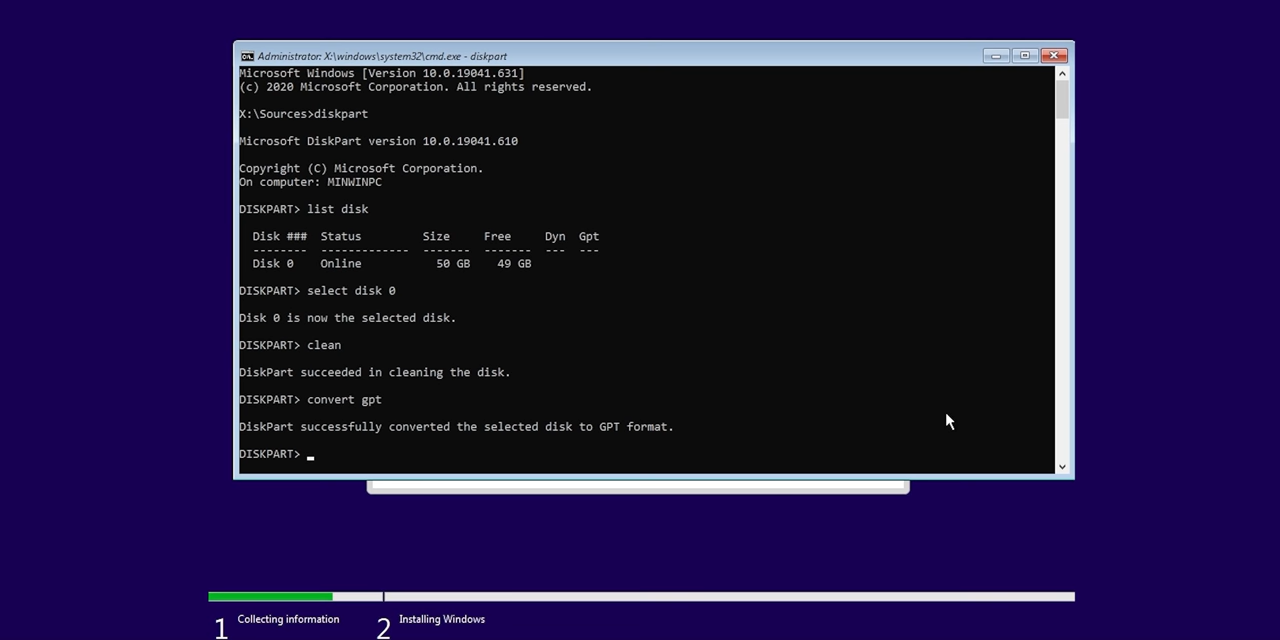 Administrator: X:\windows\system32\cmd.exe - diskpart
Microsoft Windows [Version 10.0.19041.631]
(c) 2020 Microsoft Corporation. All rights reserved.
X:\Sources>diskpart
Microsoft DiskPart version 10.0.19041.610
Copyright (C) Microsoft Corporation.
On computer: MINWINPC
DISKPART> list disk
Disk ###  Status         Size     Free     Dyn  Gpt
--------  -------------  -------  -------  ---  ---
Disk 0    Online           50 GB    49 GB
DISKPART> select disk 0
Disk 0 is now the selected disk.
DISKPART> clean
DiskPart succeeded in cleaning the disk.
DISKPART> convert gpt
DiskPart successfully converted the selected disk to GPT format.
DISKPART>
1 Collecting information
2 Installing Windows